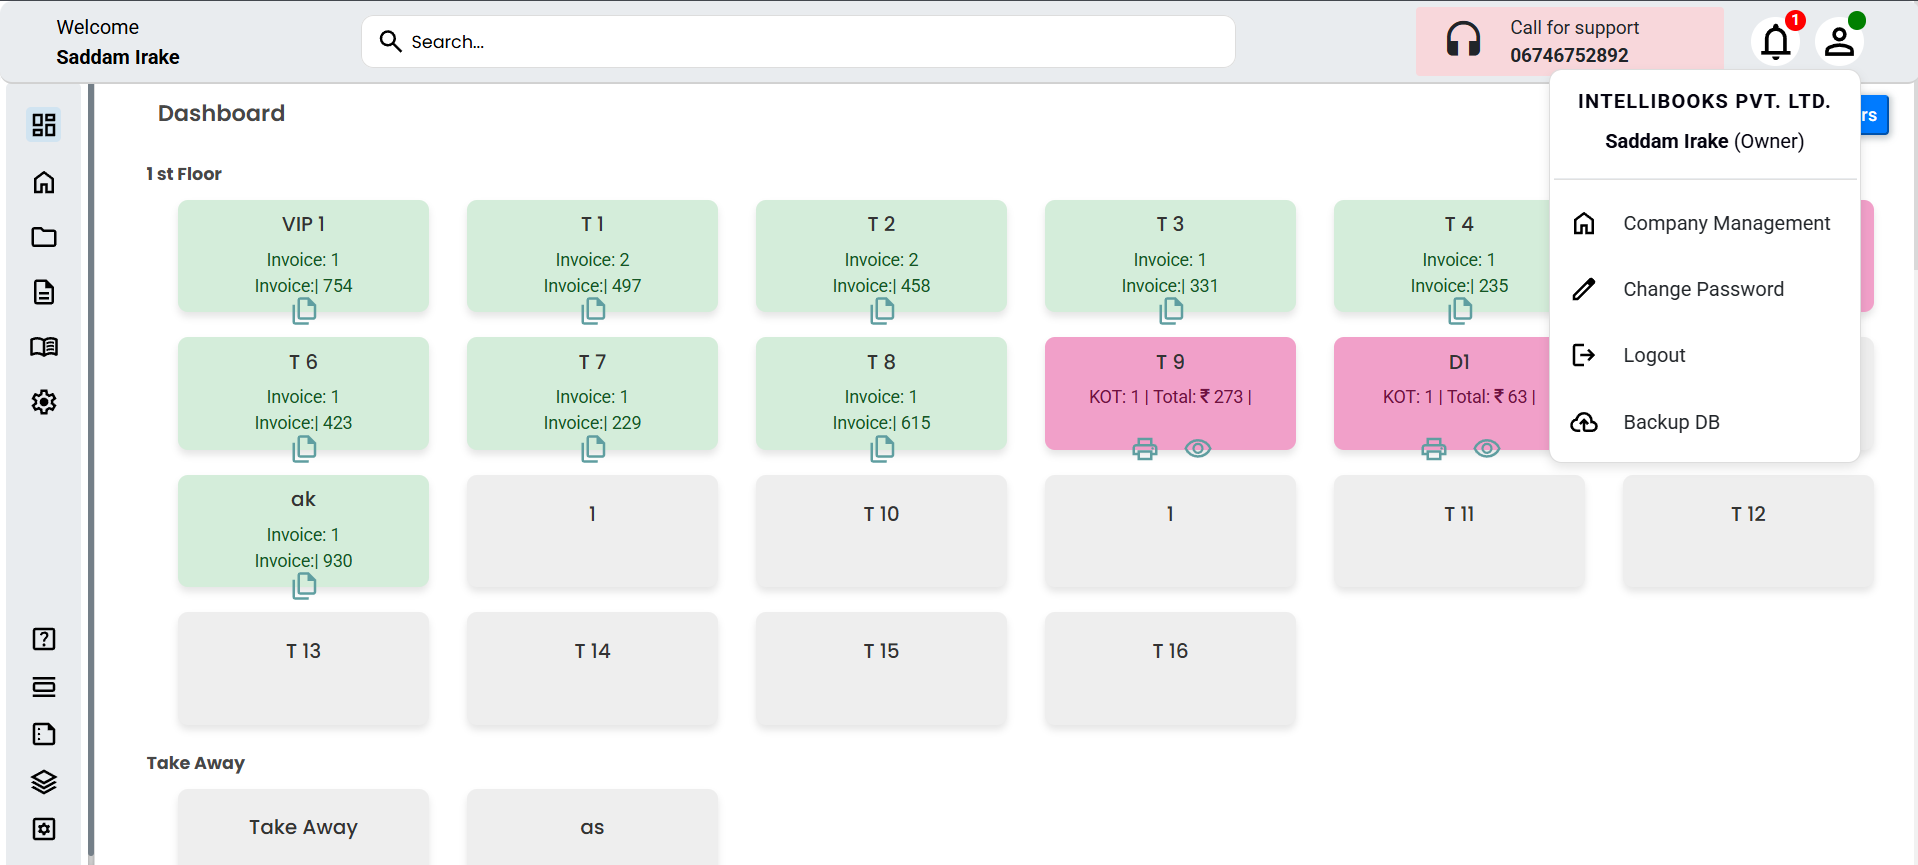 Welcome
Saddam Irake
Search...
Call for support
06746752892
1
INTELLIBOOKS PVT. LTD.
Saddam Irake (Owner)
Company Management
Change Password
Logout
Backup DB
rs
Dashboard
1 st Floor
VIP 1
Invoice: 1
Invoice:| 754
T 1
Invoice: 2
Invoice:| 497
T 2
Invoice: 2
Invoice:| 458
T 3
Invoice: 1
Invoice:| 331
T 4
Invoice: 1
Invoice:| 235
T 6
Invoice: 1
Invoice:| 423
T 7
Invoice: 1
Invoice:| 229
T 8
Invoice: 1
Invoice:| 615
T 9
KOT: 1 | Total: ₹ 273 |
D1
KOT: 1 | Total: ₹ 63 |
ak
Invoice: 1
Invoice:| 930
1
T 10
1
T 11
T 12
T 13
T 14
T 15
T 16
Take Away
Take Away
as